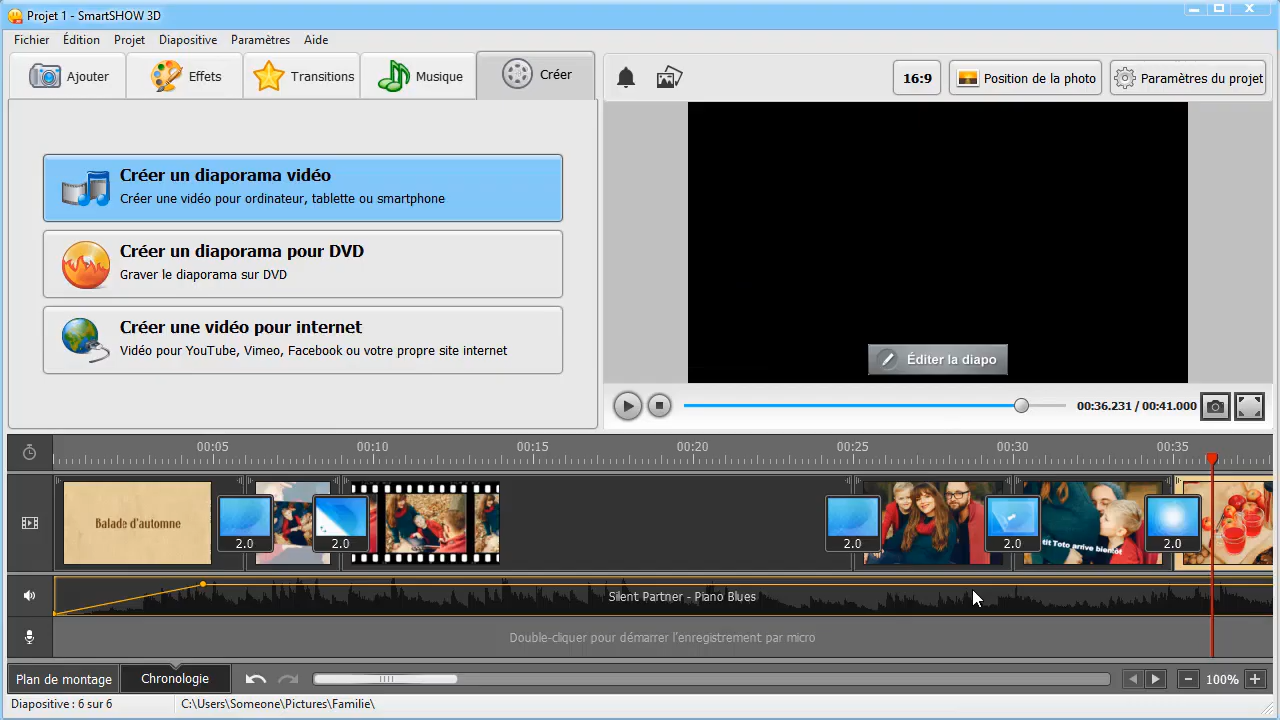 Projet 1 - SmartSHOW 3D
Fichier Édition Projet Diapositive Paramètres Aide
Ajouter Effets Transitions Musique Créer
16:9 Position de la photo Paramètres du projet
Créer un diaporama vidéo
Créer une vidéo pour ordinateur, tablette ou smartphone
Créer un diaporama pour DVD
Graver le diaporama sur DVD
Créer une vidéo pour internet
Vidéo pour YouTube, Vimeo, Facebook ou votre propre site internet
Éditer la diapo
00:36.231 / 00:41.000
00:05 00:10 00:15 00:20 00:25 00:30 00:35
Balade d'automne
tit Toto arrive bientôt
2.0 2.0 2.0 2.0 2.0
Silent Partner - Piano Blues
Double-cliquer pour démarrer l'enregistrement par micro
Plan de montage Chronologie 100%
Diapositive : 6 sur 6 C:\Users\Someone\Pictures\Familie\